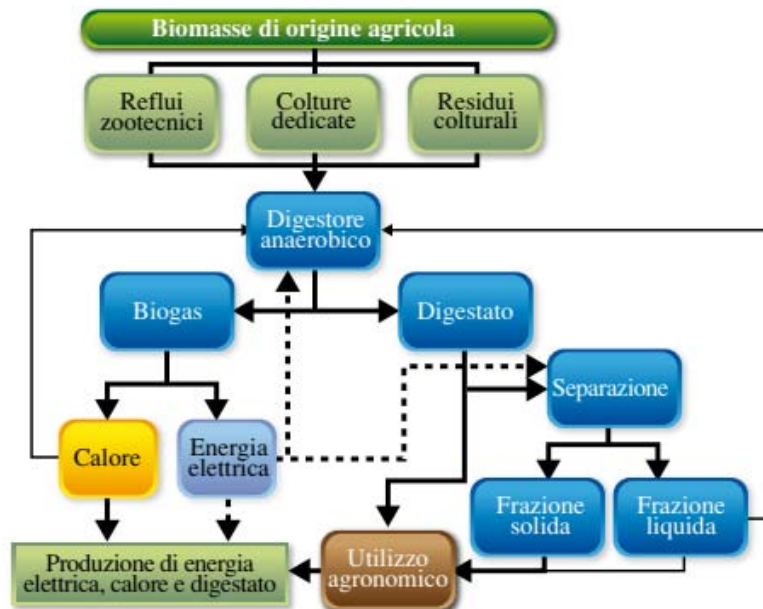 Biomasse di origine agricola
Reflui
zootecnici
Colture
dedicate
Residui
colturali
Digestore
anaerobico
Biogas
Digestato
Separazione
Calore
Energia
elettrica
Frazione
solida
Frazione
liquida
Produzione di energia
elettrica, calore e digestato
Utilizzo
agronomico